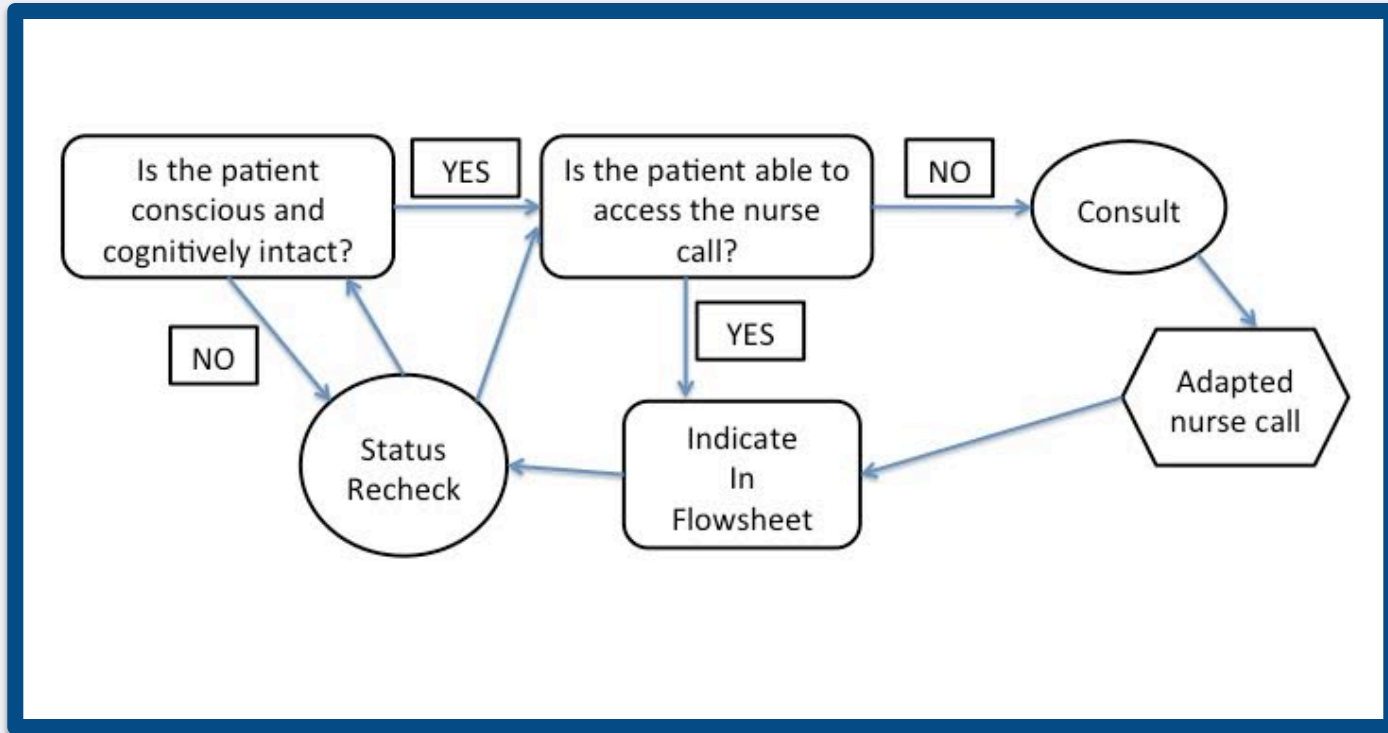 Is the patient
conscious and
cognitively intact?
YES
Is the patient able to
access the nurse
call?
NO
Consult
NO
YES
Adapted
nurse call
Status
Recheck
Indicate
In
Flowsheet